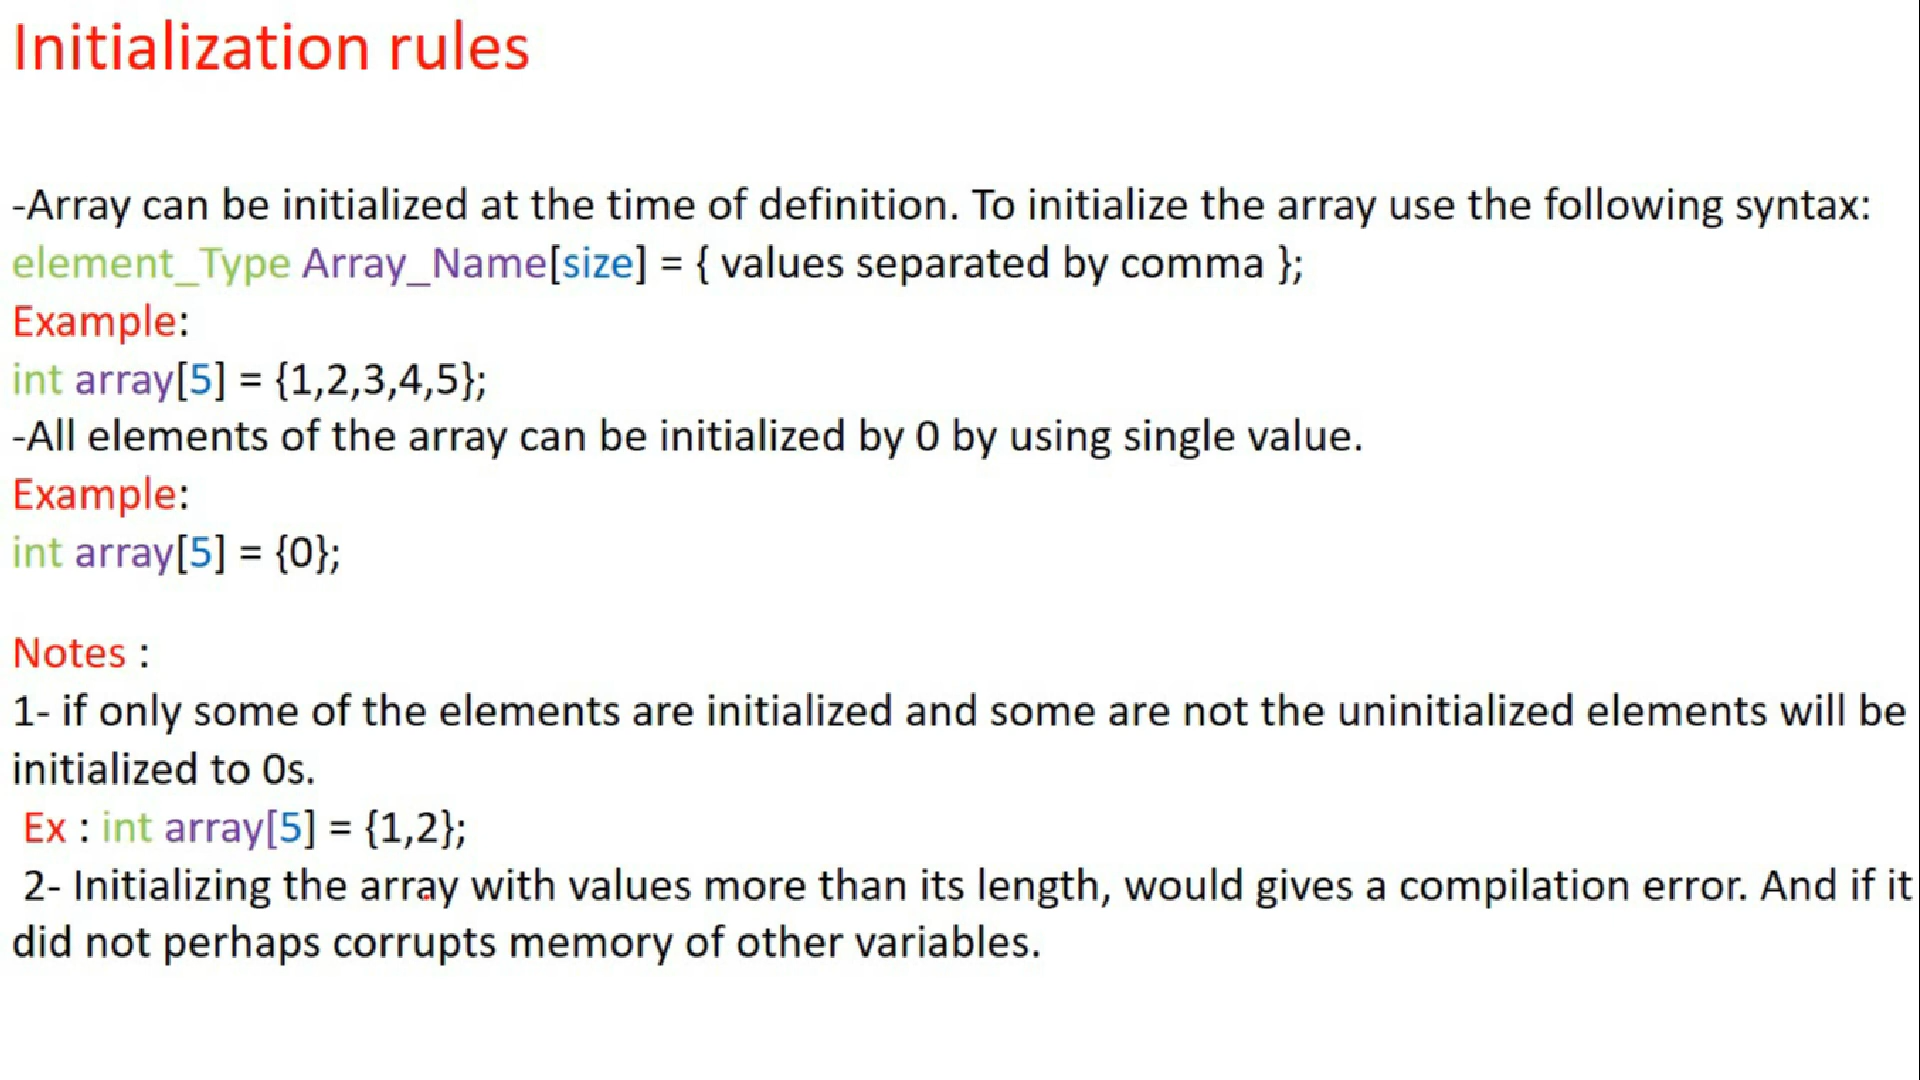 Initialization rules
-Array can be initialized at the time of definition. To initialize the array use the following syntax:
element_Type Array_Name[size] = { values separated by comma };
Example:
int array[5] = {1,2,3,4,5};
-All elements of the array can be initialized by 0 by using single value.
Example:
int array[5] = {0};
Notes :
1- if only some of the elements are initialized and some are not the uninitialized elements will be
initialized to 0s.
Ex : int array[5] = {1,2};
2- Initializing the array with values more than its length, would gives a compilation error. And if it
did not perhaps corrupts memory of other variables.